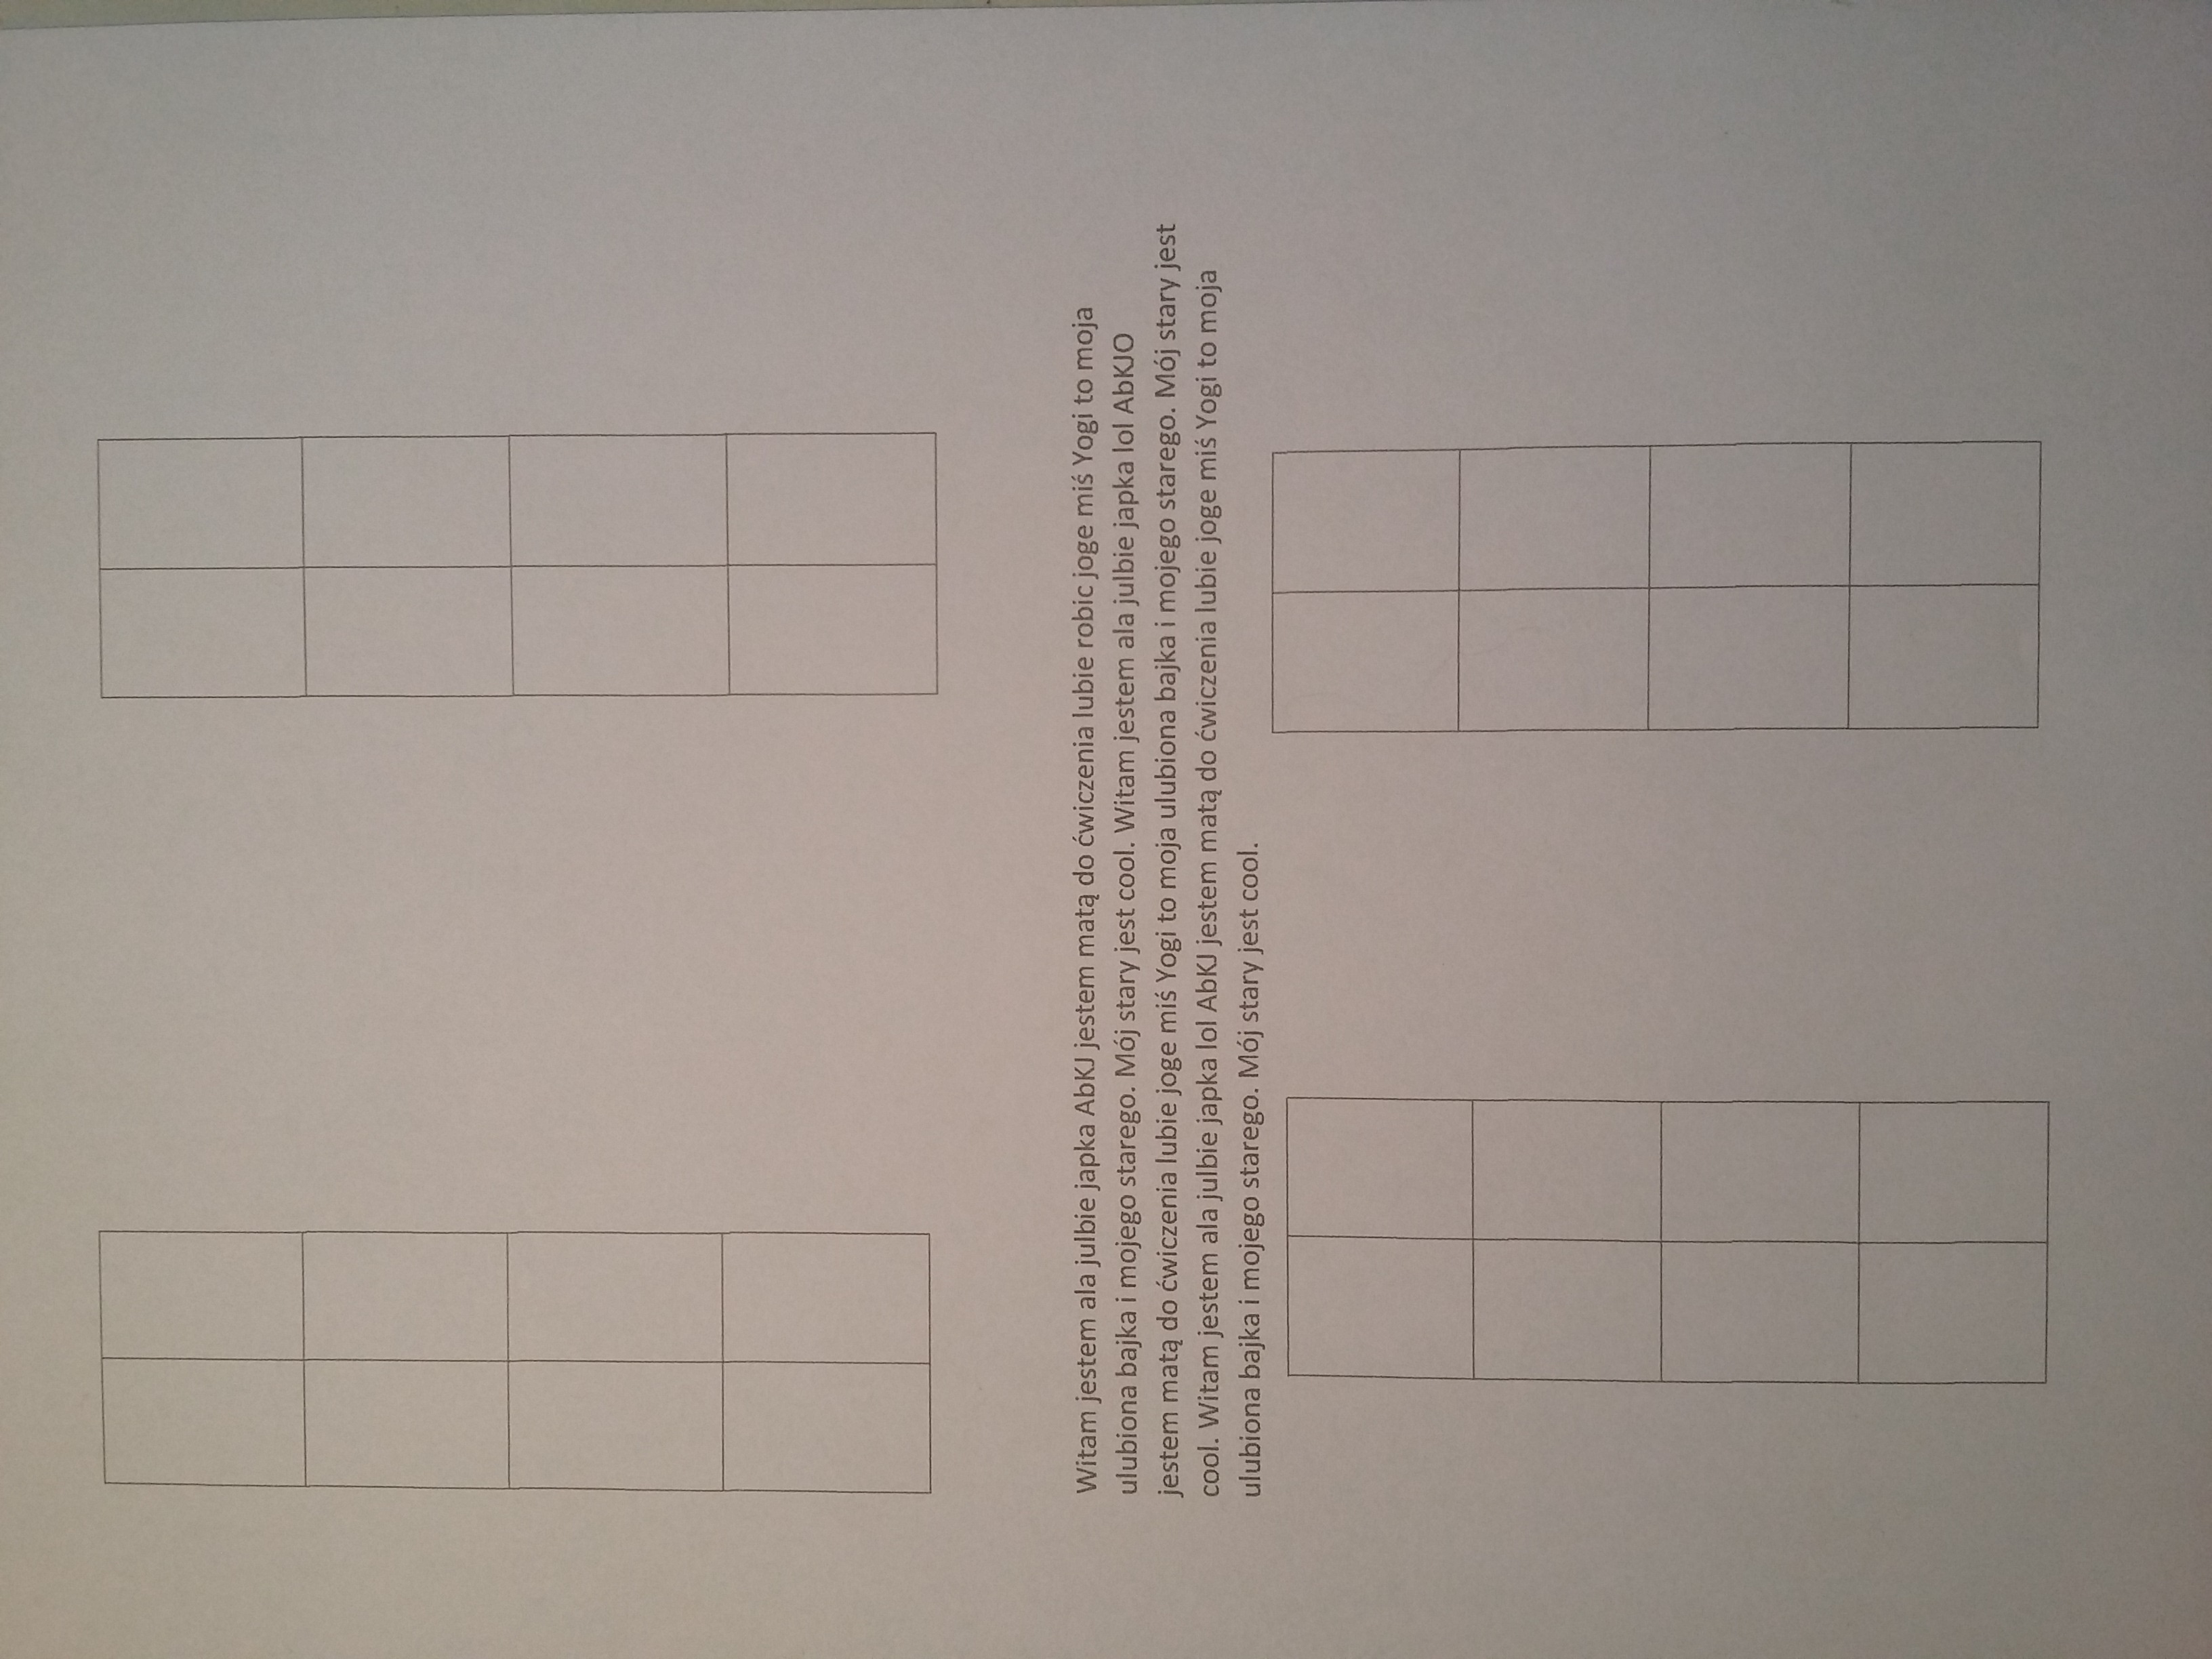 Witam jestem ala julbie japka AbKJ jestem matą do ćwiczenia lubie robic joge miś Yogi to moja
ulubiona bajka i mojego starego. Mój stary jest cool. Witam jestem ala julbie japka lol AbKJO
jestem matą do ćwiczenia lubie joge miś Yogi to moja ulubiona bajka i mojego starego. Mój stary jest
cool. Witam jestem ala julbie japka lol AbKJ jestem matą do ćwiczenia lubie joge miś Yogi to moja
ulubiona bajka i mojego starego. Mój stary jest cool.